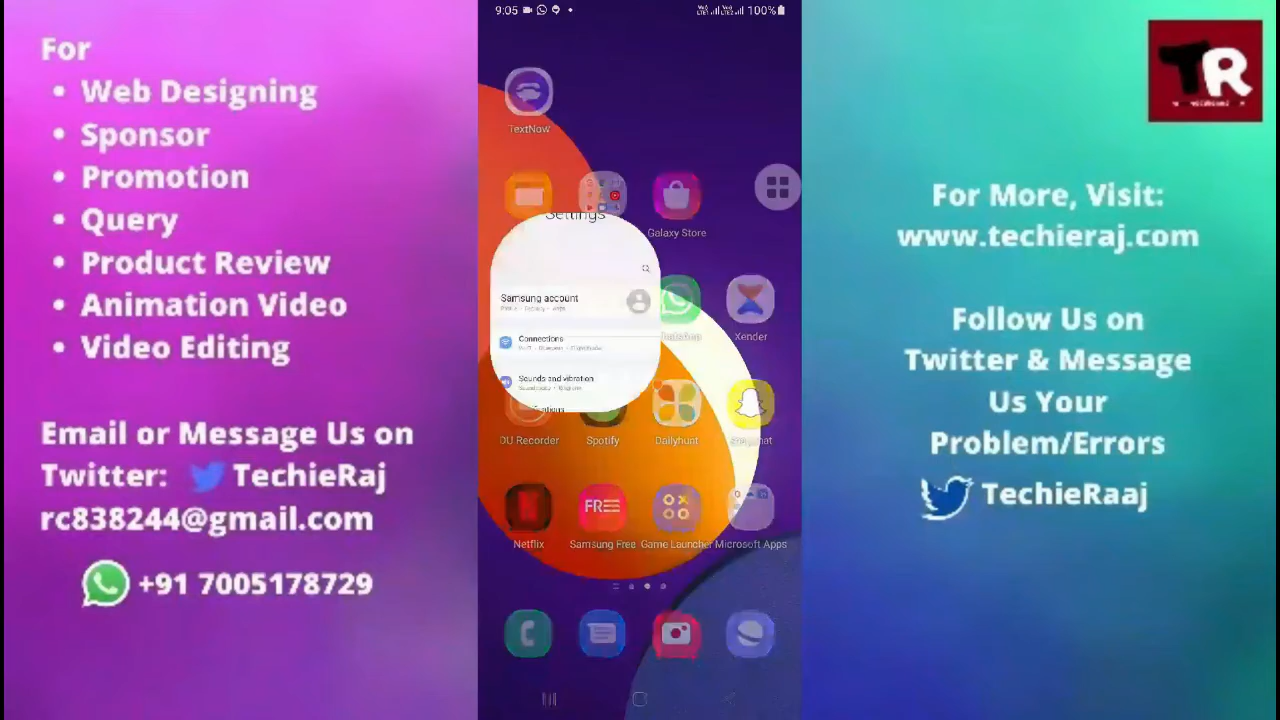 For
• Web Designing
• Sponsor
• Promotion
• Query
• Product Review
• Animation Video
• Video Editing
Email or Message Us on
Twitter: TechieRaj
rc838244@gmail.com
+91 7005178729
9:05
100%
TextNow
Galaxy Store
Settings
Samsung account
Connections
Sounds and vibration
WhatsApp
Xender
DU Recorder
Spotify
Dailyhunt
Snapchat
FREE
Netflix
Samsung Free
Game Launcher
Microsoft Apps
TR
For More, Visit:
www.techieraj.com
Follow Us on
Twitter & Message
Us Your
Problem/Errors
TechieRaaj